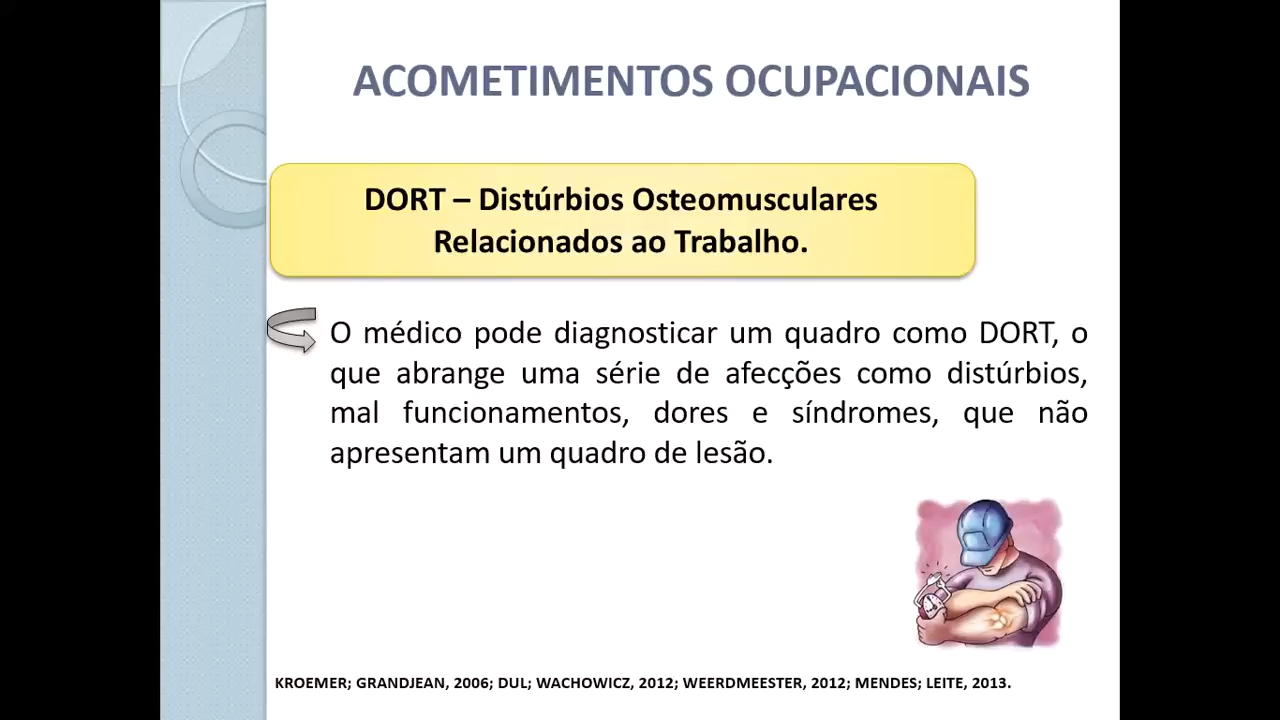 ACOMETIMENTOS OCUPACIONAIS
DORT – Distúrbios Osteomusculares
Relacionados ao Trabalho.
O médico pode diagnosticar um quadro como DORT, o
que abrange uma série de afecções como distúrbios,
mal funcionamentos, dores e síndromes, que não
apresentam um quadro de lesão.
KROEMER; GRANDJEAN, 2006; DUL; WACHOWICZ, 2012; WEERDMEESTER, 2012; MENDES; LEITE, 2013.